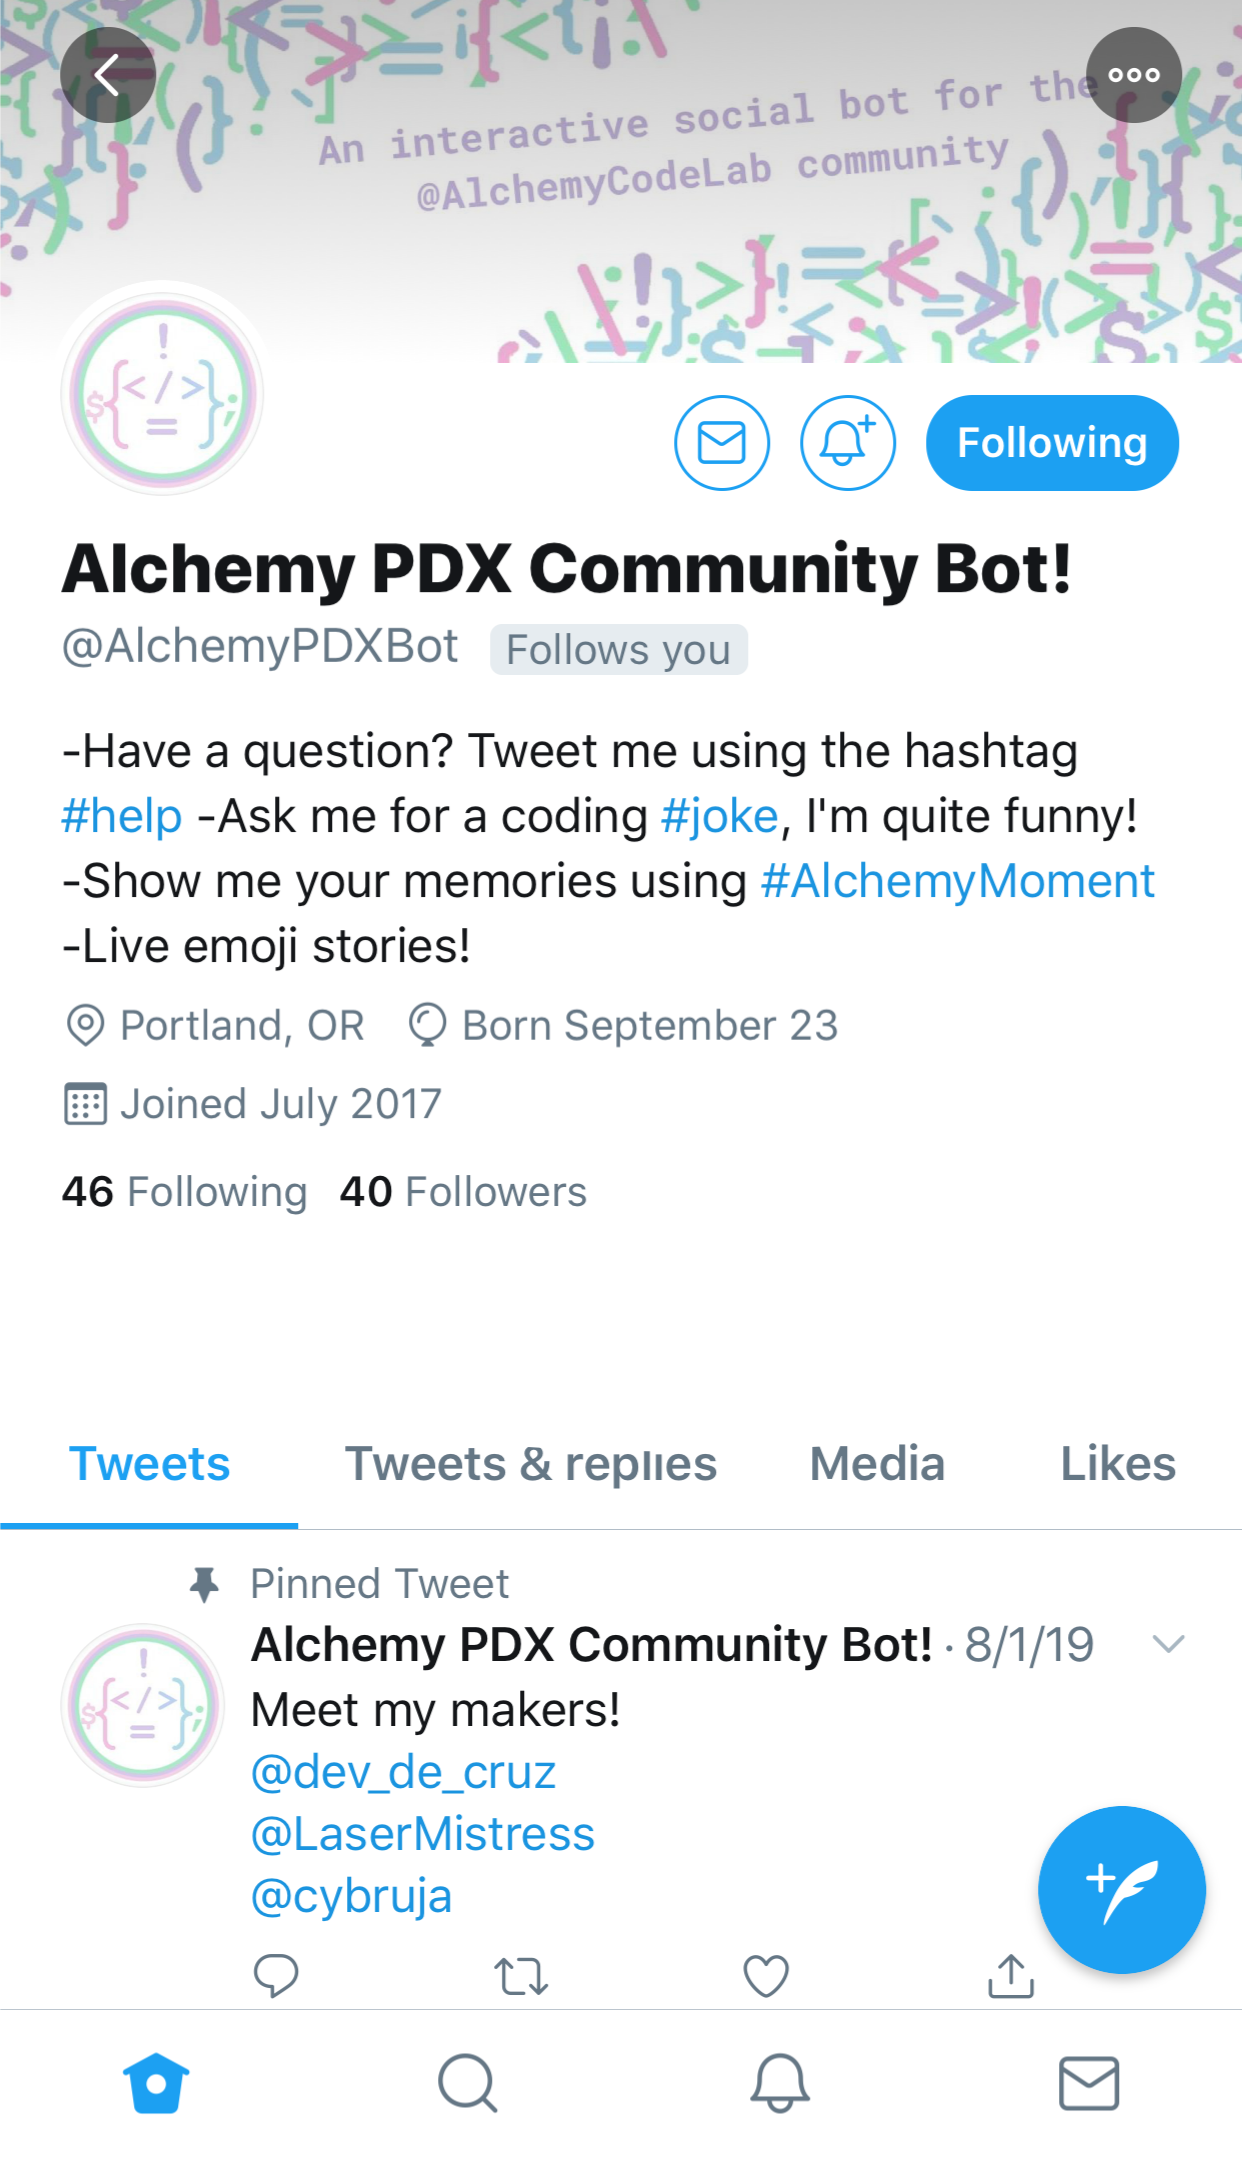 An interactive social bot for the
@AlchemyCodeLab community
Following
Alchemy PDX Community Bot!
@AlchemyPDXBot Follows you
-Have a question? Tweet me using the hashtag
#help -Ask me for a coding #joke, I'm quite funny!
-Show me your memories using #AlchemyMoment
-Live emoji stories!
Portland, OR Born September 23
Joined July 2017
46 Following 40 Followers
Tweets Tweets & replies Media Likes
Pinned Tweet
Alchemy PDX Community Bot! · 8/1/19
Meet my makers!
@dev_de_cruz
@LaserMistress
@cybruja